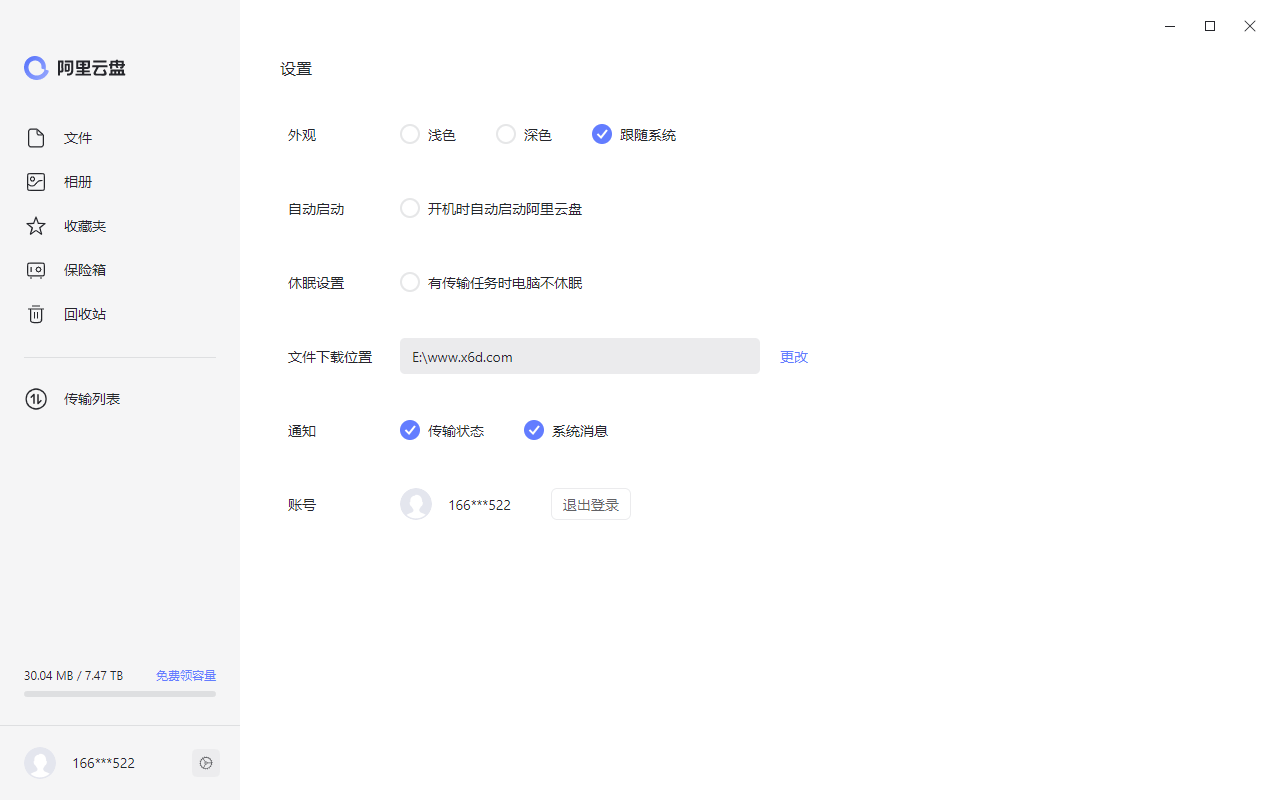 阿里云盘
文件
相册
收藏夹
保险箱
回收站
传输列表
30.04 MB / 7.47 TB 免费领容量
166***522
设置
外观 浅色 深色 跟随系统
自动启动 开机时自动启动阿里云盘
休眠设置 有传输任务时电脑不休眠
文件下载位置 E:\www.x6d.com 更改
通知 传输状态 系统消息
账号 166***522 退出登录